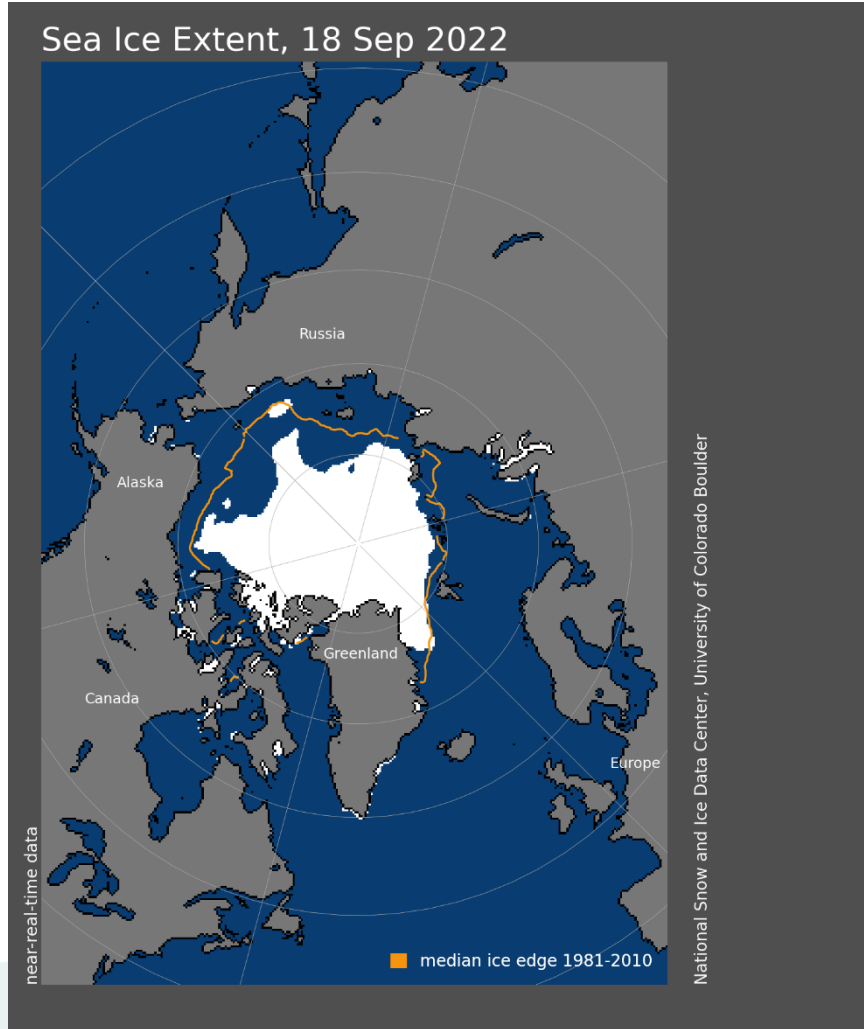 Sea Ice Extent, 18 Sep 2022
Russia
Alaska
Greenland
Canada
Europe
near-real-time data
median ice edge 1981-2010
National Snow and Ice Data Center, University of Colorado Boulder